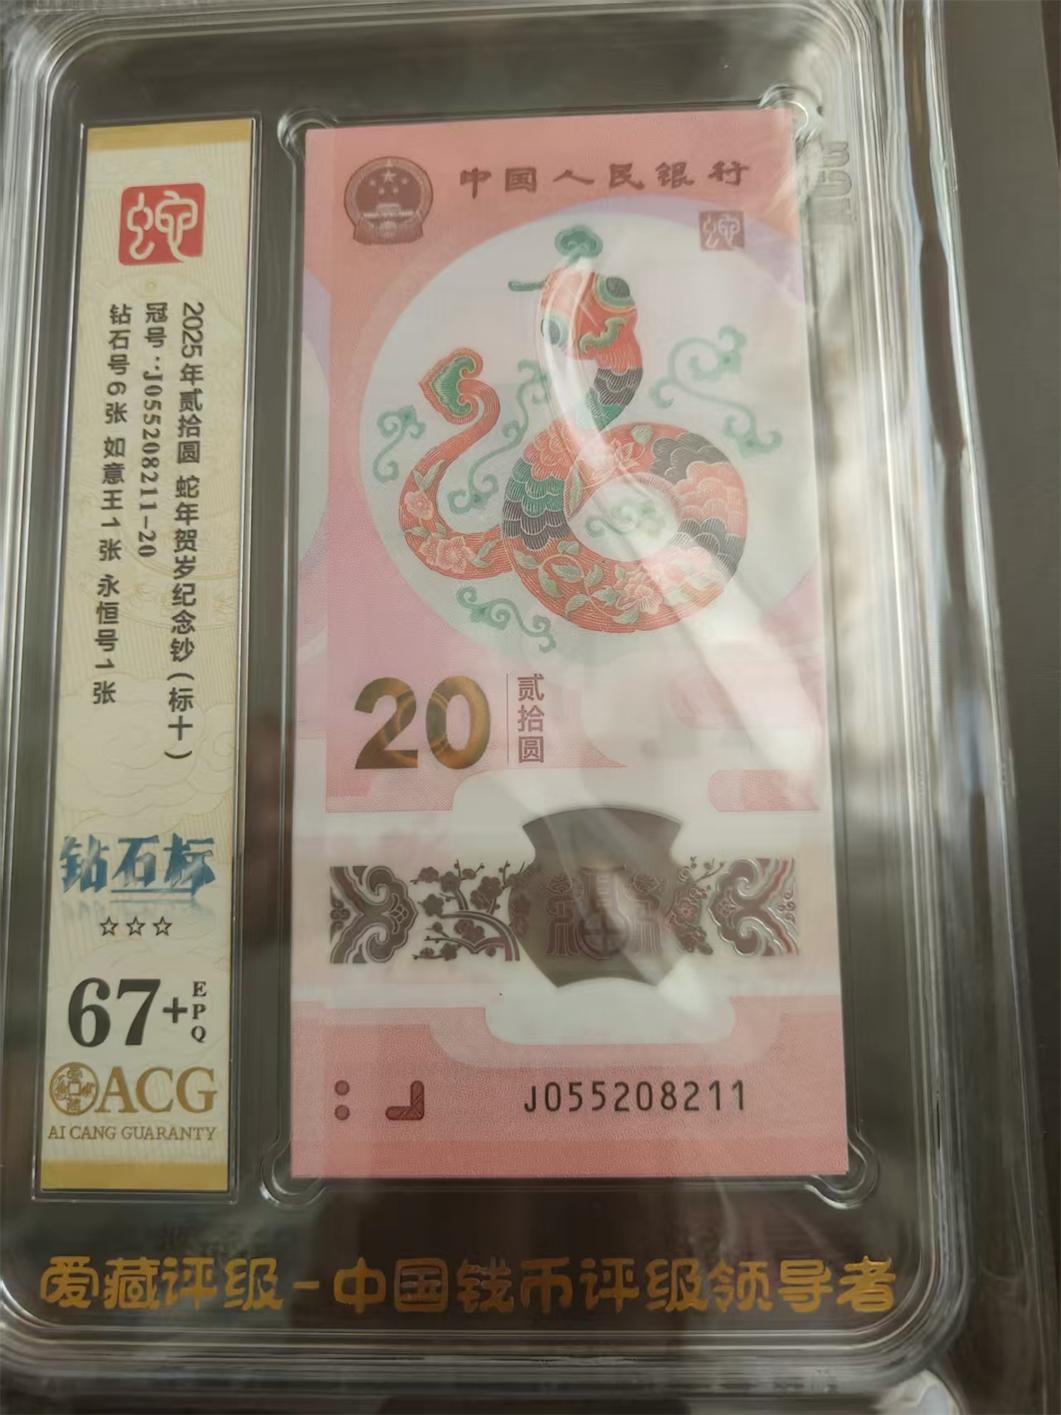 蛇
2025年贰拾圆 蛇年贺岁纪念钞（标十）
冠号：J055208211-20
钻石号6张 如意王1张 永恒号1张
钻石标
☆☆☆
67+
EPQ
ACG
AI CANG GUARANTY
中国人民银行
蛇
20
贰拾圆
J055208211
爱藏评级-中国钱币评级领导者